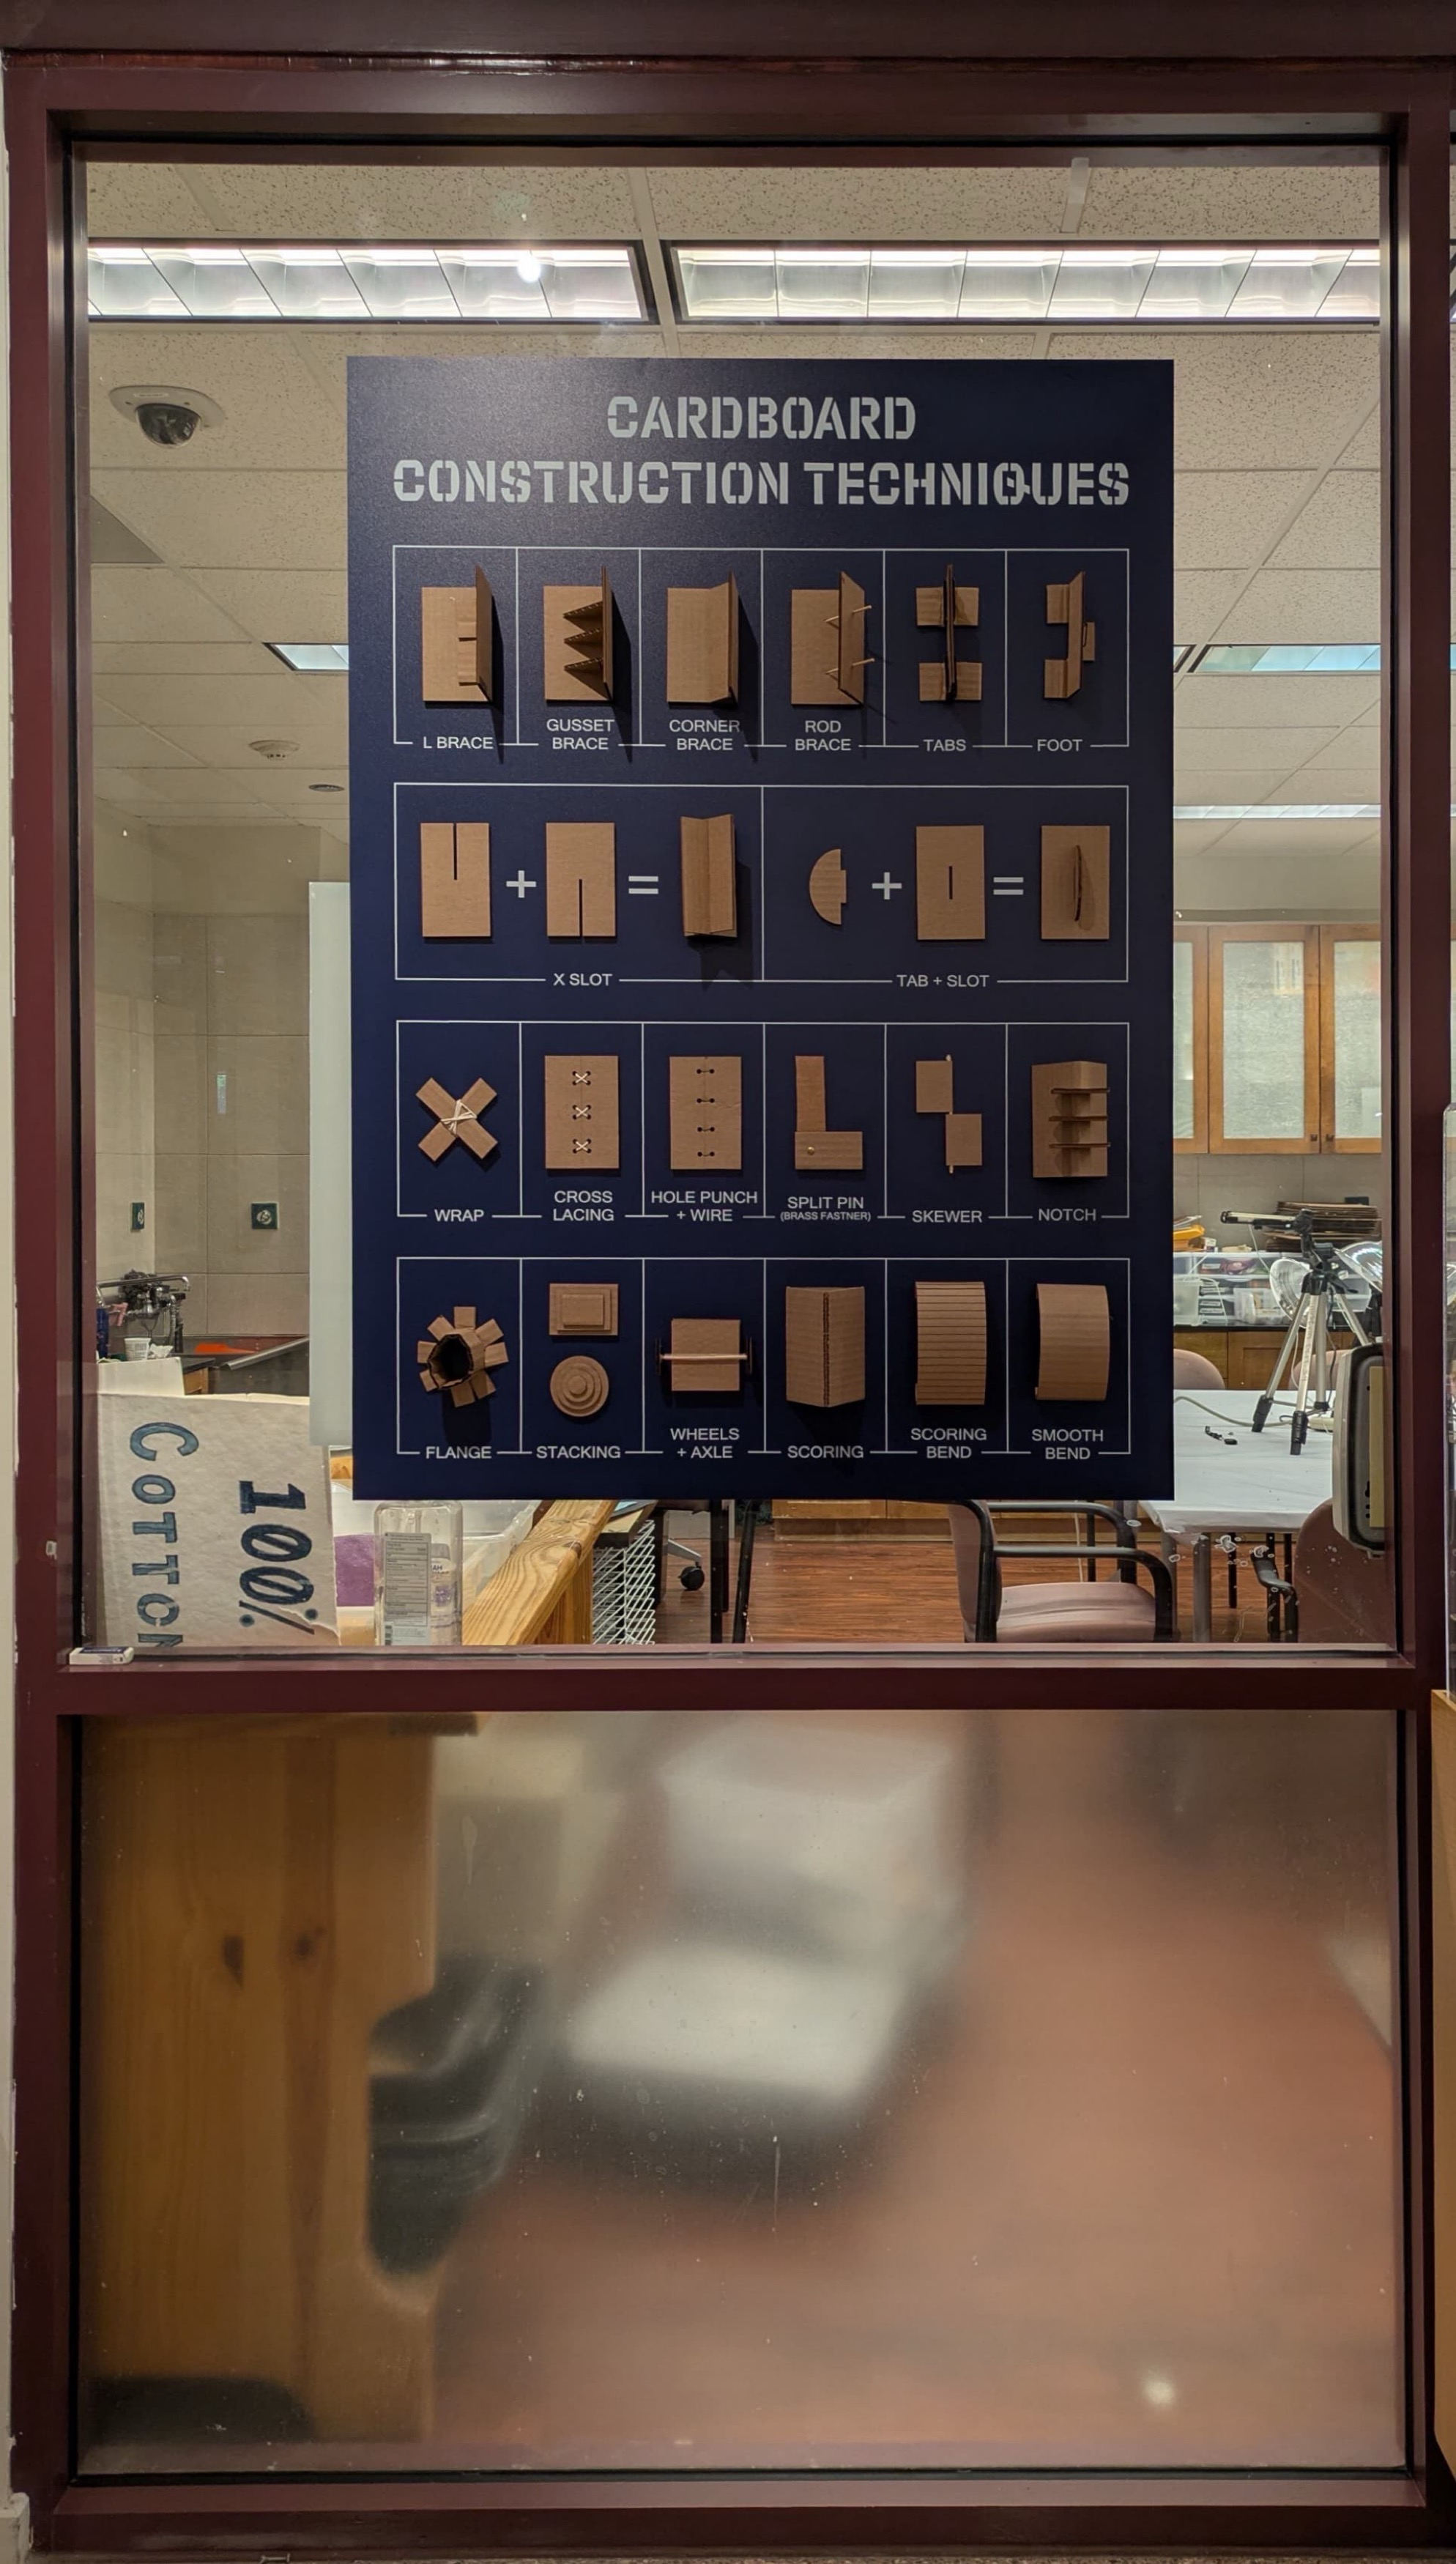 CARDBOARD
CONSTRUCTION TECHNIQUES
L BRACE
GUSSET
BRACE
CORNER
BRACE
ROD
BRACE
TABS
FOOT
+
=
+
=
X SLOT
TAB + SLOT
WRAP
CROSS
LACING
HOLE PUNCH
+ WIRE
SPLIT PIN
(BRASS FASTNER)
SKEWER
NOTCH
FLANGE
STACKING
WHEELS
+ AXLE
SCORING
SCORING
BEND
SMOOTH
BEND
100%
COTTON